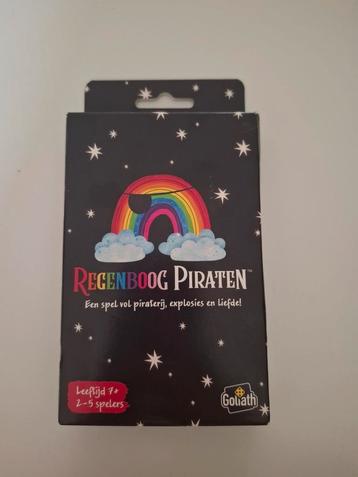 REGENBOOG PIRATEN™
Een spel vol piraterij, explosies en liefde!
Leeftijd 7+
2-5 spelers
Goliath